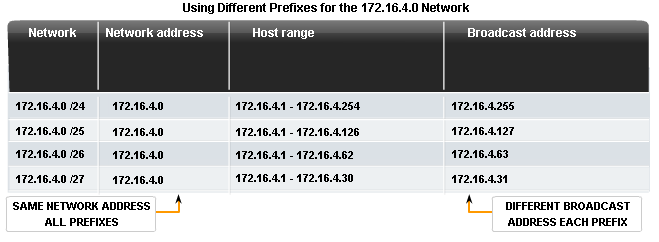 Using Different Prefixes for the 172.16.4.0 Network
Network Network address Host range Broadcast address
172.16.4.0 /24 172.16.4.0 172.16.4.1 - 172.16.4.254 172.16.4.255
172.16.4.0 /25 172.16.4.0 172.16.4.1 - 172.16.4.126 172.16.4.127
172.16.4.0 /26 172.16.4.0 172.16.4.1 - 172.16.4.62 172.16.4.63
172.16.4.0 /27 172.16.4.0 172.16.4.1 - 172.16.4.30 172.16.4.31
SAME NETWORK ADDRESS
ALL PREFIXES
DIFFERENT BROADCAST
ADDRESS EACH PREFIX